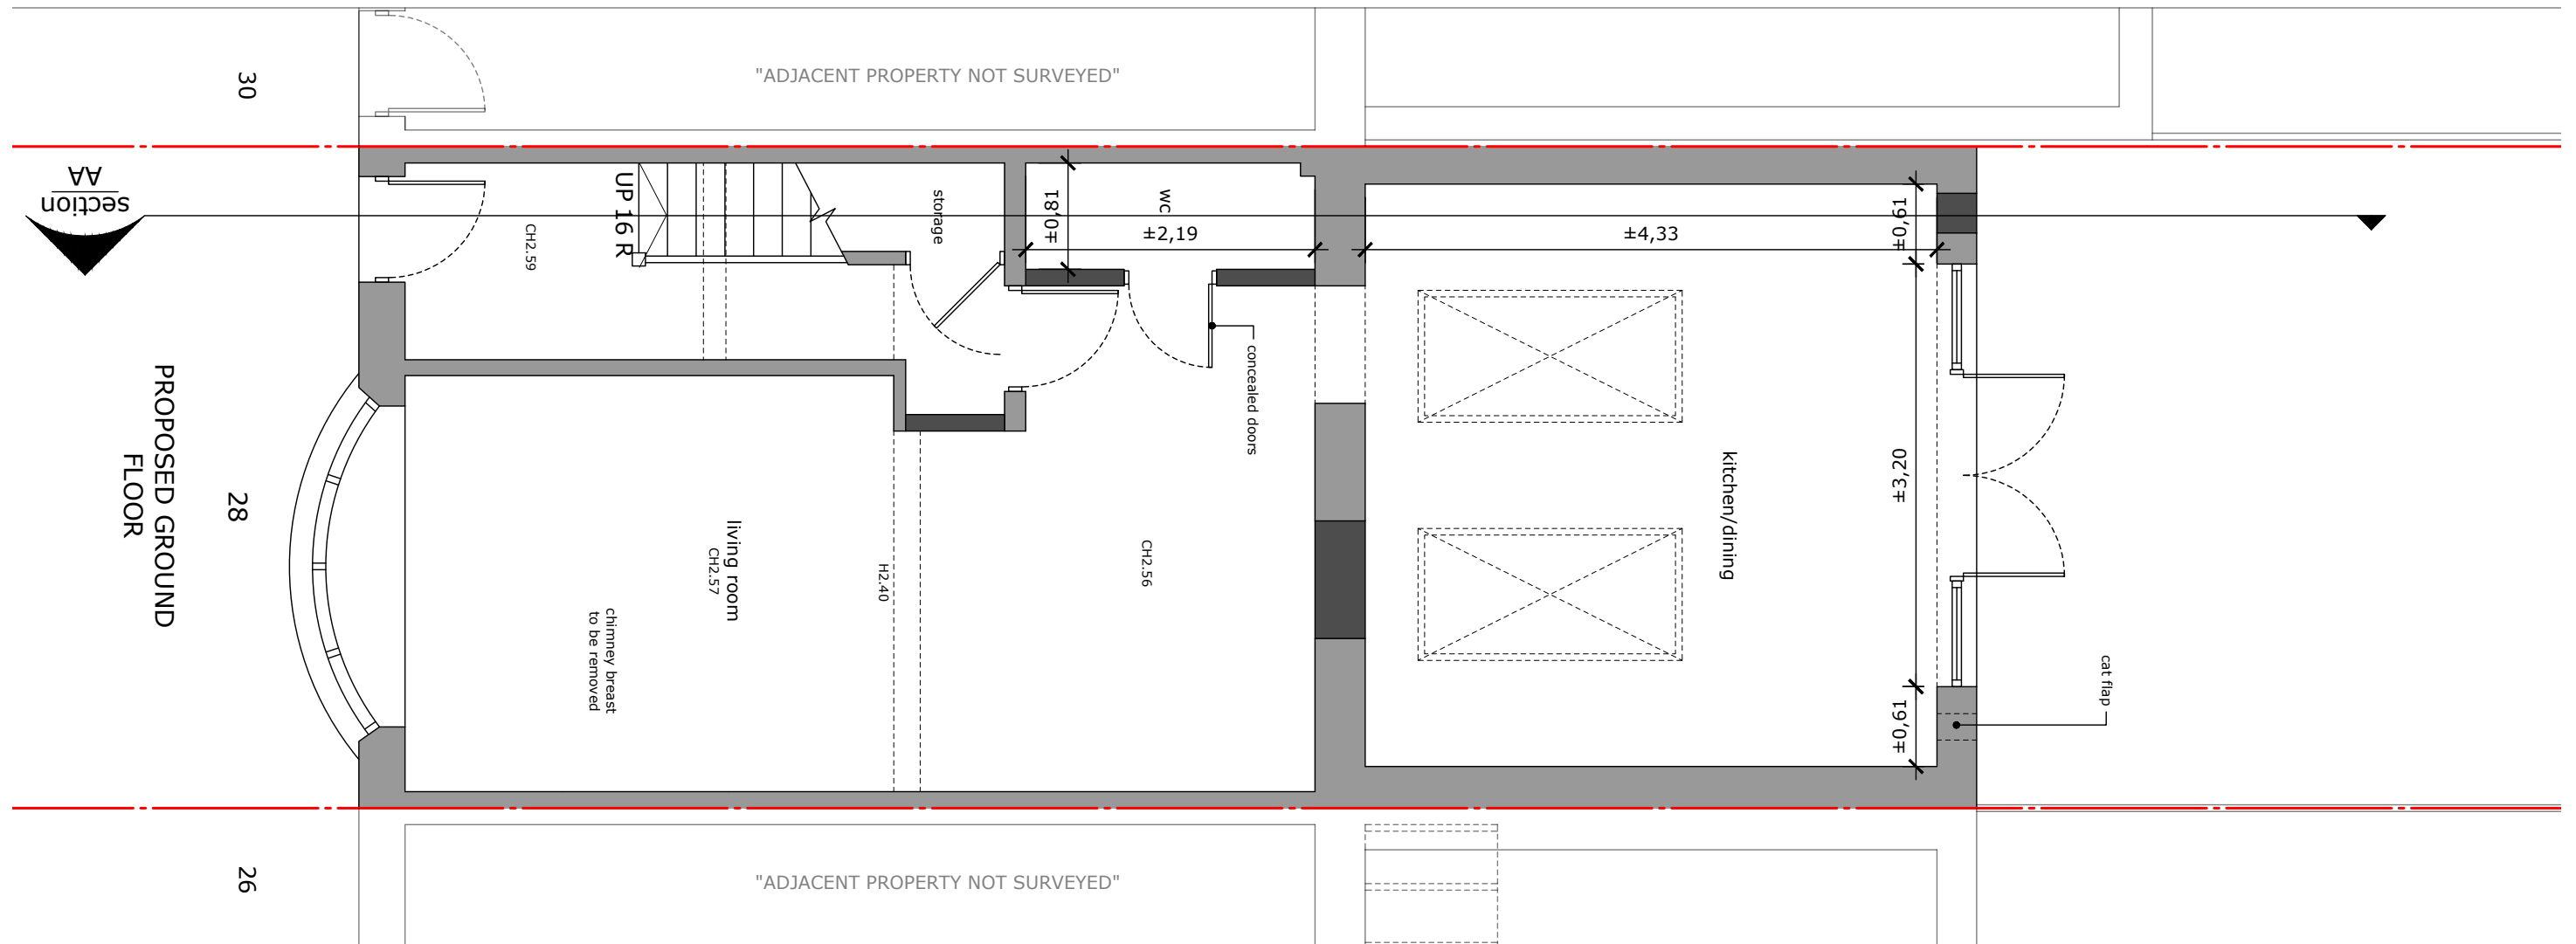 30
"ADJACENT PROPERTY NOT SURVEYED"
section
AA
UP 16 R
CH2.59
storage
wc
±0,81
±2,19
±4,33
±0,61
concealed doors
PROPOSED GROUND
FLOOR
28
living room
CH2.57
H2.40
CH2.56
kitchen/dining
±3,20
chimney breast
to be removed
±0,61
cat flap
26
"ADJACENT PROPERTY NOT SURVEYED"